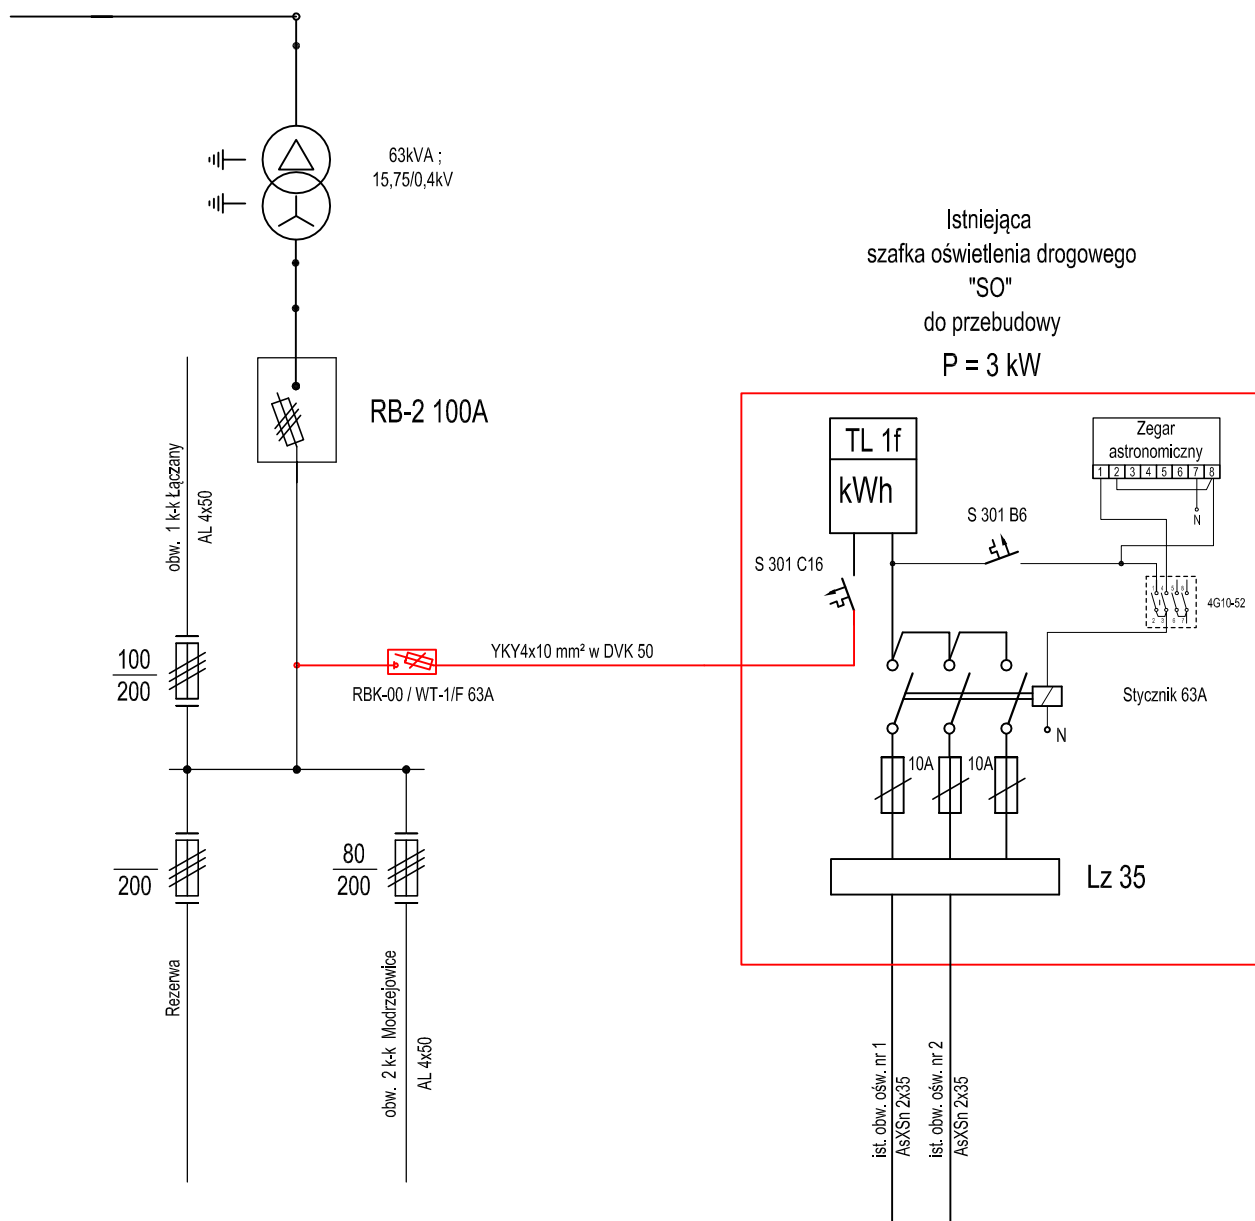 63kVA ;
15,75/0,4kV
Istniejąca
szafka oświetlenia drogowego
"SO"
do przebudowy
P = 3 kW
RB-2 100A
obw. 1 k-k Łączany
AL 4x50
TL 1f
kWh
Zegar
astronomiczny
1 2 3 4 5 6 7 8
N
S 301 B6
S 301 C16
4G10-52
100
200
YKY4x10 mm² w DVK 50
RBK-00 / WT-1/F 63A
Stycznik 63A
N
10A
10A
200
80
200
Lz 35
Rezerwa
obw. 2 k-k Modrzejowice
AL 4x50
ist. obw. ośw. nr 1
AsXSn 2x35
ist. obw. ośw. nr 2
AsXSn 2x35